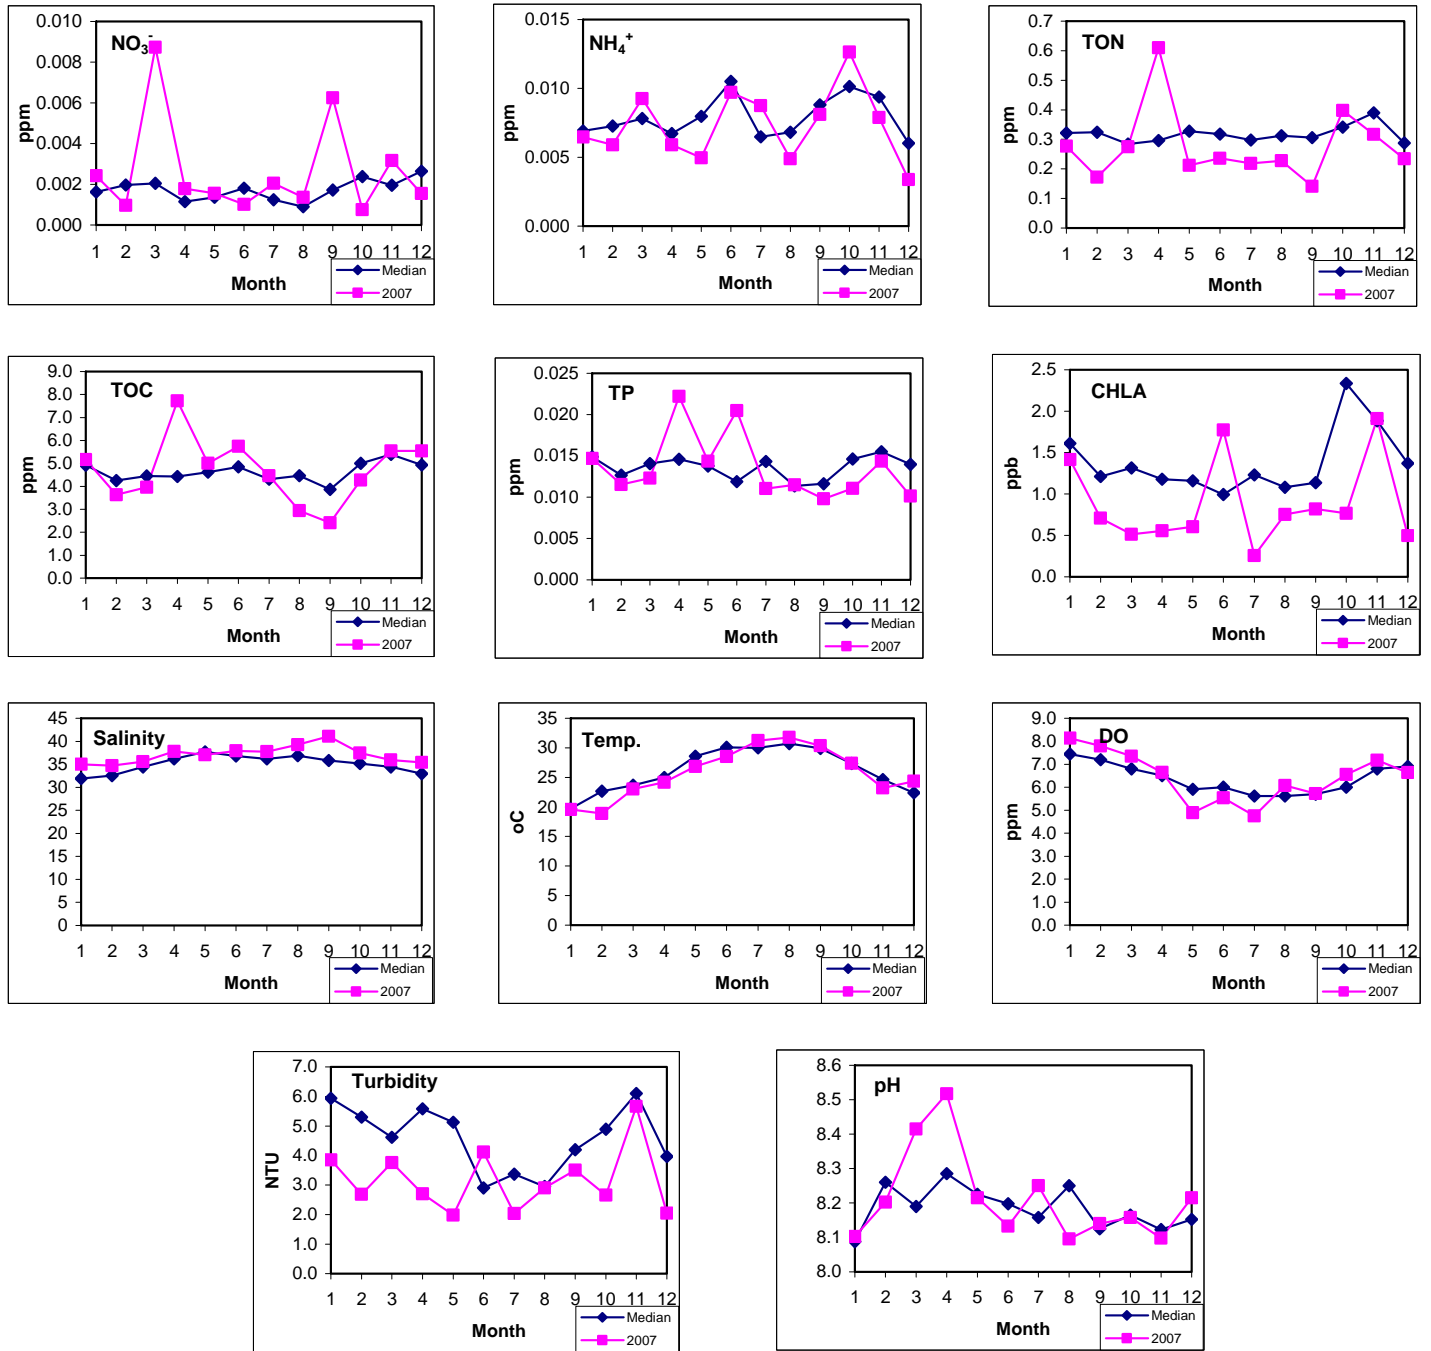 NO3-
ppm
0.010
0.008
0.006
0.004
0.002
0.000
1 2 3 4 5 6 7 8 9 10 11 12
Month
Median
2007
NH4+
ppm
0.015
0.010
0.005
0.000
1 2 3 4 5 6 7 8 9 10 11 12
Month
Median
2007
TON
ppm
0.7
0.6
0.5
0.4
0.3
0.2
0.1
0.0
1 2 3 4 5 6 7 8 9 10 11 12
Month
Median
2007
TOC
ppm
9.0
8.0
7.0
6.0
5.0
4.0
3.0
2.0
1.0
0.0
1 2 3 4 5 6 7 8 9 10 11 12
Month
Median
2007
TP
ppm
0.025
0.020
0.015
0.010
0.005
0.000
1 2 3 4 5 6 7 8 9 10 11 12
Month
Median
2007
CHLA
ppb
2.5
2.0
1.5
1.0
0.5
0.0
1 2 3 4 5 6 7 8 9 10 11 12
Month
Median
2007
Salinity
45
40
35
30
25
20
15
10
5
0
1 2 3 4 5 6 7 8 9 10 11 12
Month
Median
2007
Temp.
oC
35
30
25
20
15
10
5
0
1 2 3 4 5 6 7 8 9 10 11 12
Month
Median
2007
DO
ppm
9.0
8.0
7.0
6.0
5.0
4.0
3.0
2.0
1.0
0.0
1 2 3 4 5 6 7 8 9 10 11 12
Month
Median
2007
Turbidity
NTU
7.0
6.0
5.0
4.0
3.0
2.0
1.0
0.0
1 2 3 4 5 6 7 8 9 10 11 12
Month
Median
2007
pH
8.6
8.5
8.4
8.3
8.2
8.1
8.0
1 2 3 4 5 6 7 8 9 10 11 12
Month
Median
2007